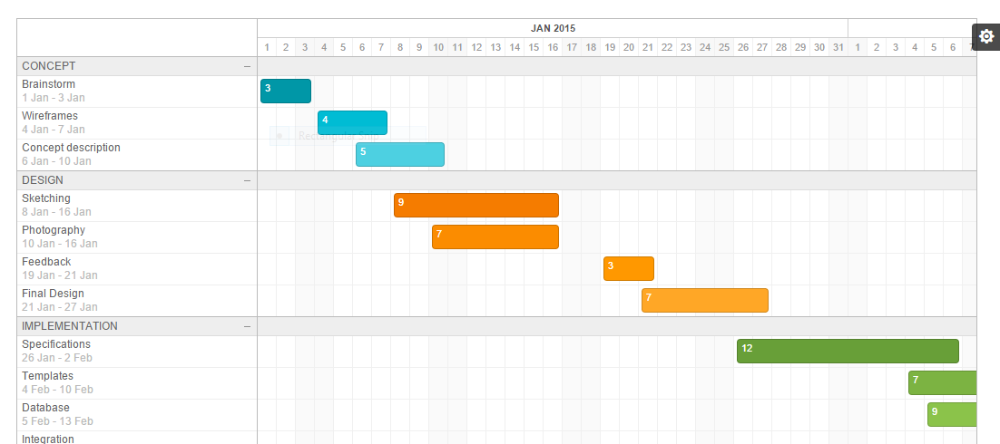 JAN 2015
1 2 3 4 5 6 7 8 9 10 11 12 13 14 15 16 17 18 19 20 21 22 23 24 25 26 27 28 29 30 31 1 2 3 4 5 6
CONCEPT –
Brainstorm
1 Jan - 3 Jan
3
Wireframes
4 Jan - 7 Jan
4
Rectangular Snip
Concept description
6 Jan - 10 Jan
5
DESIGN –
Sketching
8 Jan - 16 Jan
9
Photography
10 Jan - 16 Jan
7
Feedback
19 Jan - 21 Jan
3
Final Design
21 Jan - 27 Jan
7
IMPLEMENTATION –
Specifications
26 Jan - 2 Feb
12
Templates
4 Feb - 10 Feb
7
Database
5 Feb - 13 Feb
9
Integration